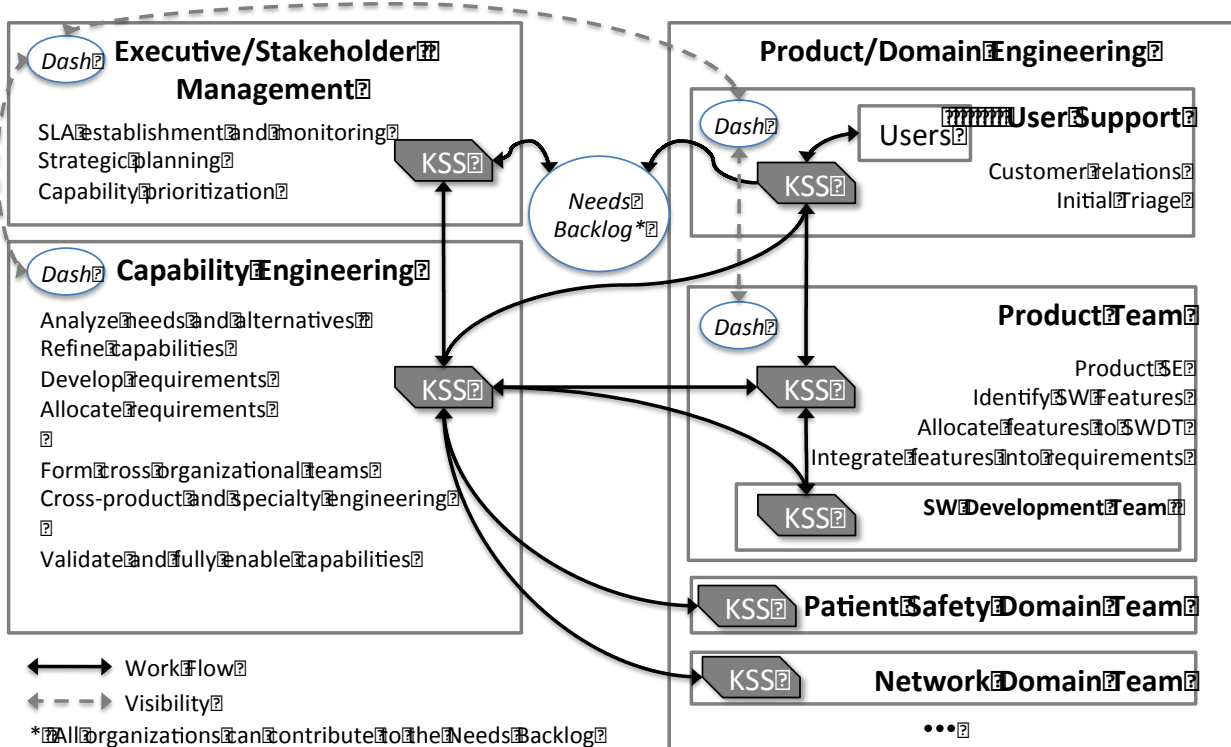 Dash
Executive/Stakeholder
Management
SLA establishment and monitoring
Strategic planning
Capability prioritization
KSS
Needs
Backlog*
Product/Domain Engineering
Dash
User Support
Users
KSS
Customer relations
Initial Triage
Dash
Capability Engineering
Analyze needs and alternatives
Refine capabilities
Develop requirements
Allocate requirements
Form cross organizational teams
Cross-product and specialty engineering
Validate and fully enable capabilities
KSS
Dash
Product Team
KSS
Product SE
Identify SW Features
Allocate features to SWDT
Integrate features into requirements
KSS
SW Development Team
KSS
Patient Safety Domain Team
KSS
Network Domain Team
•••
Work Flow
Visibility
* All organizations can contribute to the Needs Backlog